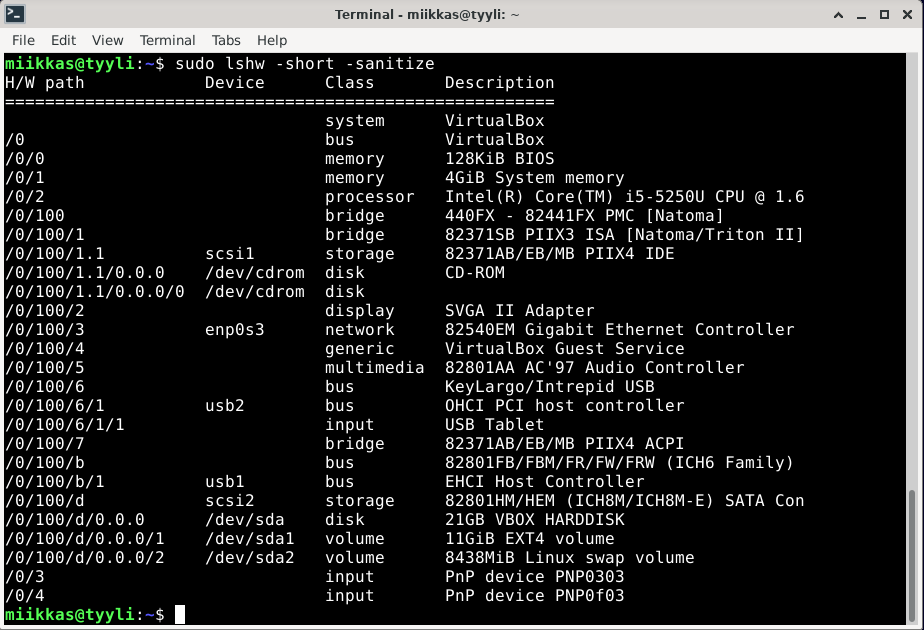 Terminal - miikkas@tyyli: ~
File Edit View Terminal Tabs Help
miikkas@tyyli:~$ sudo lshw -short -sanitize
H/W path            Device      Class       Description
=======================================================
                                system      VirtualBox
/0                              bus         VirtualBox
/0/0                            memory      128KiB BIOS
/0/1                            memory      4GiB System memory
/0/2                            processor   Intel(R) Core(TM) i5-5250U CPU @ 1.6
/0/100                          bridge      440FX - 82441FX PMC [Natoma]
/0/100/1                        bridge      82371SB PIIX3 ISA [Natoma/Triton II]
/0/100/1.1          scsi1       storage     82371AB/EB/MB PIIX4 IDE
/0/100/1.1/0.0.0    /dev/cdrom  disk        CD-ROM
/0/100/1.1/0.0.0/0  /dev/cdrom  disk
/0/100/2                        display     SVGA II Adapter
/0/100/3            enp0s3      network     82540EM Gigabit Ethernet Controller
/0/100/4                        generic     VirtualBox Guest Service
/0/100/5                        multimedia  82801AA AC'97 Audio Controller
/0/100/6                        bus         KeyLargo/Intrepid USB
/0/100/6/1          usb2        bus         OHCI PCI host controller
/0/100/6/1/1                    input       USB Tablet
/0/100/7                        bridge      82371AB/EB/MB PIIX4 ACPI
/0/100/b                        bus         82801FB/FBM/FR/FW/FRW (ICH6 Family)
/0/100/b/1          usb1        bus         EHCI Host Controller
/0/100/d            scsi2       storage     82801HM/HEM (ICH8M/ICH8M-E) SATA Con
/0/100/d/0.0.0      /dev/sda    disk        21GB VBOX HARDDISK
/0/100/d/0.0.0/1    /dev/sda1   volume      11GiB EXT4 volume
/0/100/d/0.0.0/2    /dev/sda2   volume      8438MiB Linux swap volume
/0/3                            input       PnP device PNP0303
/0/4                            input       PnP device PNP0f03
miikkas@tyyli:~$